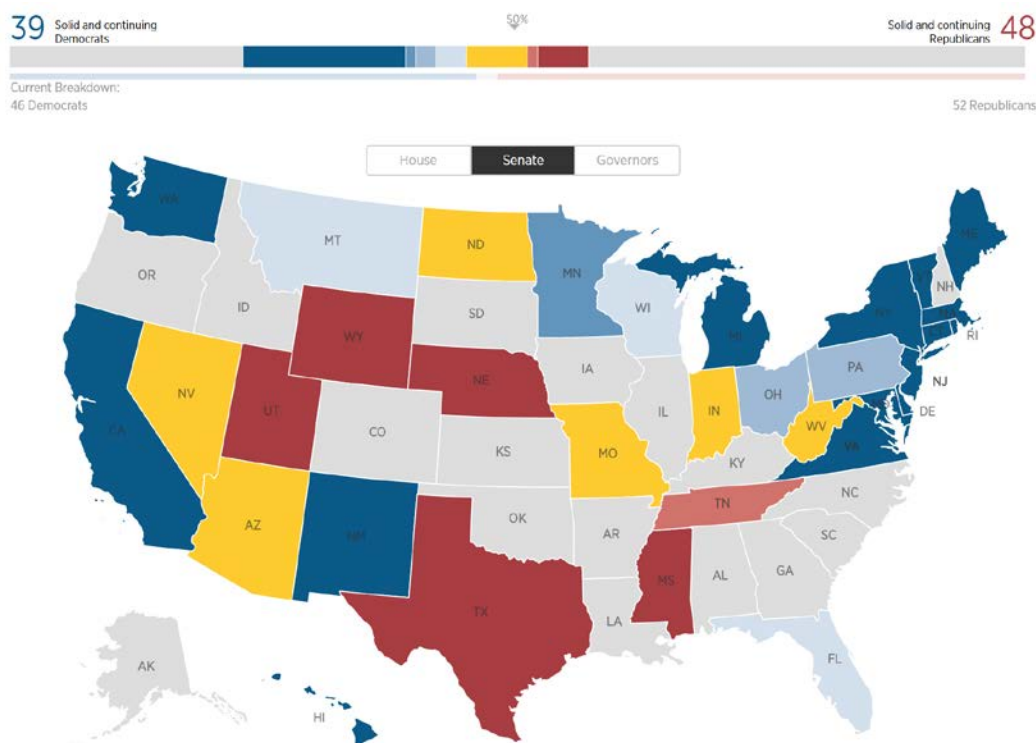 39
Solid and continuing
Democrats
50%
Solid and continuing
Republicans
48
Current Breakdown:
46 Democrats
52 Republicans
House
Senate
Governors
WA
MT
ND
MN
ME
OR
ID
SD
WI
NH
WY
MI
NY
MA
RI
NV
NE
IA
PA
CT
NJ
UT
CO
IL
IN
OH
DE
CA
KS
MO
WV
VA
KY
AZ
NM
OK
AR
TN
NC
SC
TX
MS
AL
GA
LA
FL
AK
HI